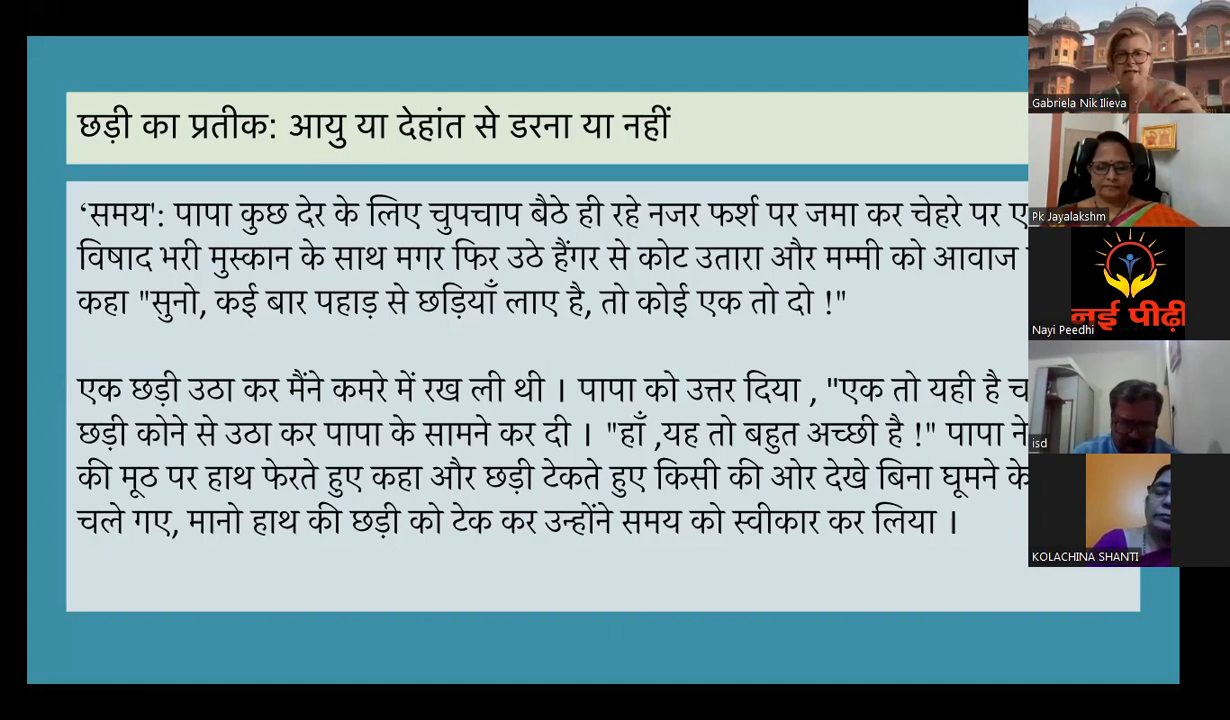 छड़ी का प्रतीक: आयु या देहांत से डरना या नहीं
‘समय': पापा कुछ देर के लिए चुपचाप बैठे ही रहे नजर फर्श पर जमा कर चेहरे पर
विषाद भरी मुस्कान के साथ मगर फिर उठे हैंगर से कोट उतारा और मम्मी को आवाज
कहा "सुनो, कई बार पहाड़ से छड़ियाँ लाए है, तो कोई एक तो दो !"
एक छड़ी उठा कर मैंने कमरे में रख ली थी । पापा को उत्तर दिया , "एक तो यही है
छड़ी कोने से उठा कर पापा के सामने कर दी । "हाँ ,यह तो बहुत अच्छी है !" पापा ने
की मूठ पर हाथ फेरते हुए कहा और छड़ी टेकते हुए किसी की ओर देखे बिना घूमने के
चले गए, मानो हाथ की छड़ी को टेक कर उन्होंने समय को स्वीकार कर लिया ।
Gabriela Nik Ilieva
Pk Jayalakshm
नई पीढ़ी
Nayi Peedhi
isd
KOLACHINA SHANTI